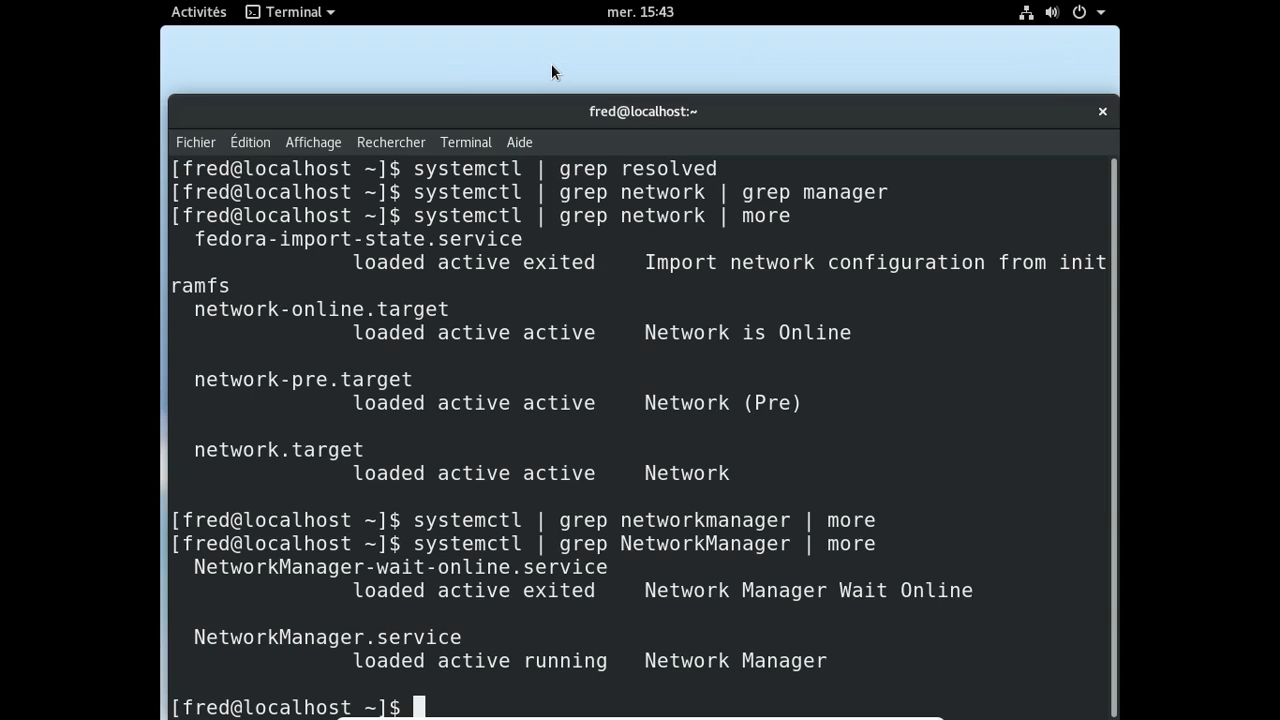 Activités Terminal mer. 15:43
fred@localhost:~
Fichier Édition Affichage Rechercher Terminal Aide
[fred@localhost ~]$ systemctl | grep resolved
[fred@localhost ~]$ systemctl | grep network | grep manager
[fred@localhost ~]$ systemctl | grep network | more
fedora-import-state.service
loaded active exited Import network configuration from init
ramfs
network-online.target
loaded active active Network is Online
network-pre.target
loaded active active Network (Pre)
network.target
loaded active active Network
[fred@localhost ~]$ systemctl | grep networkmanager | more
[fred@localhost ~]$ systemctl | grep NetworkManager | more
NetworkManager-wait-online.service
loaded active exited Network Manager Wait Online
NetworkManager.service
loaded active running Network Manager
[fred@localhost ~]$